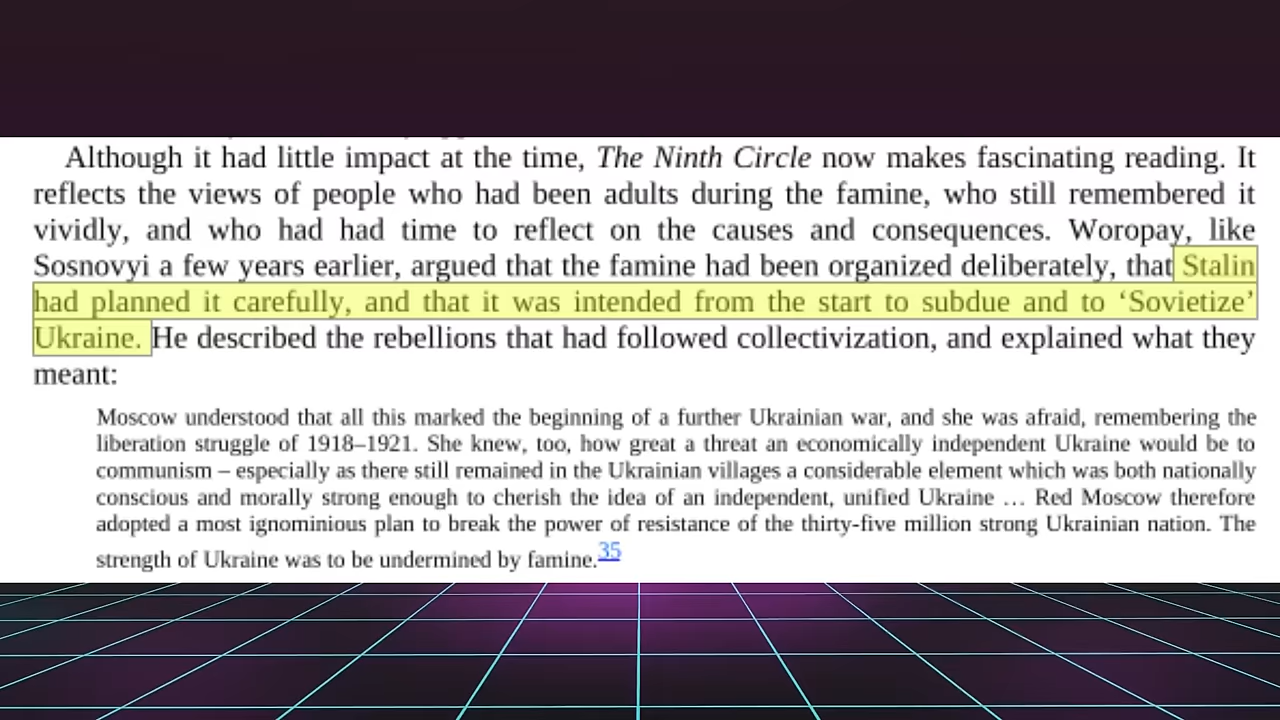 Although it had little impact at the time, The Ninth Circle now makes fascinating reading. It
reflects the views of people who had been adults during the famine, who still remembered it
vividly, and who had had time to reflect on the causes and consequences. Woropay, like
Sosnovyi a few years earlier, argued that the famine had been organized deliberately, that Stalin
had planned it carefully, and that it was intended from the start to subdue and to ‘Sovietize’
Ukraine. He described the rebellions that had followed collectivization, and explained what they
meant:
Moscow understood that all this marked the beginning of a further Ukrainian war, and she was afraid, remembering the
liberation struggle of 1918–1921. She knew, too, how great a threat an economically independent Ukraine would be to
communism – especially as there still remained in the Ukrainian villages a considerable element which was both nationally
conscious and morally strong enough to cherish the idea of an independent, unified Ukraine … Red Moscow therefore
adopted a most ignominious plan to break the power of resistance of the thirty-five million strong Ukrainian nation. The
strength of Ukraine was to be undermined by famine.35